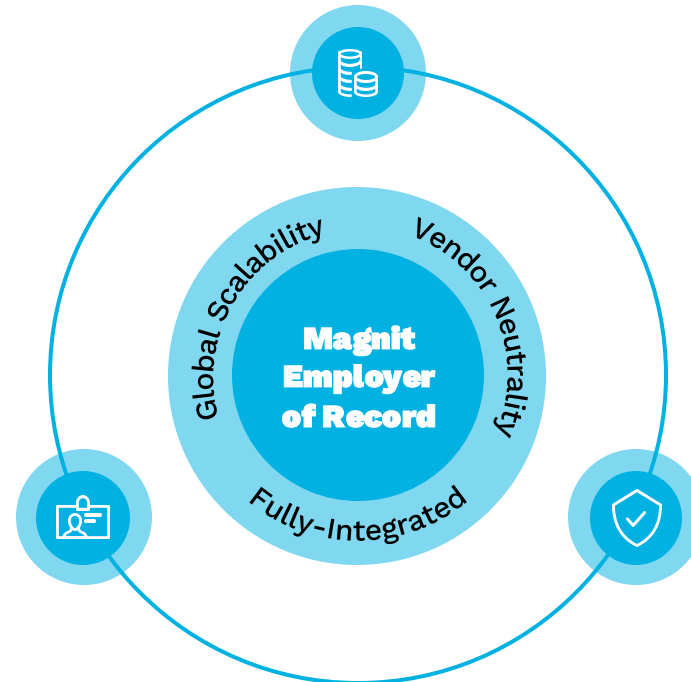 Global Scalability
Vendor Neutrality
Magnit
Employer
of Record
Fully-Integrated